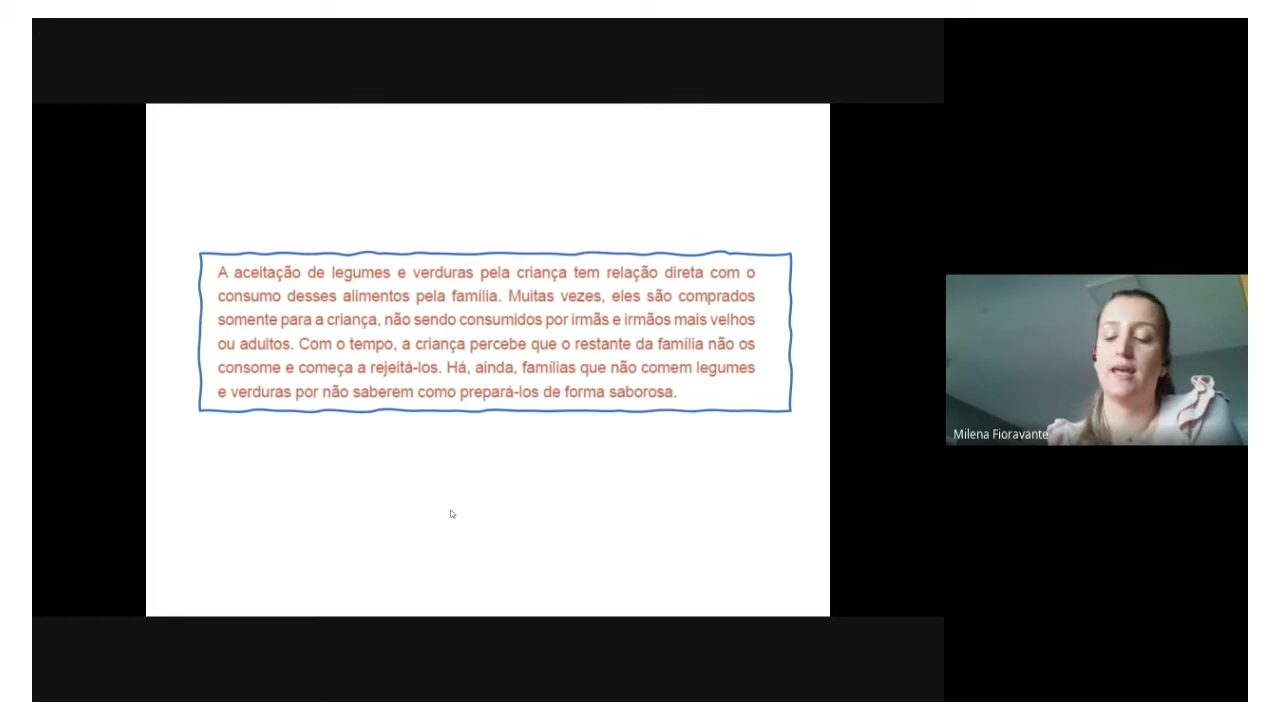 A aceitação de legumes e verduras pela criança tem relação direta com o
consumo desses alimentos pela família. Muitas vezes, eles são comprados
somente para a criança, não sendo consumidos por irmãs e irmãos mais velhos
ou adultos. Com o tempo, a criança percebe que o restante da família não os
consome e começa a rejeitá-los. Há, ainda, famílias que não comem legumes
e verduras por não saberem como prepará-los de forma saborosa.
Milena Fioravante